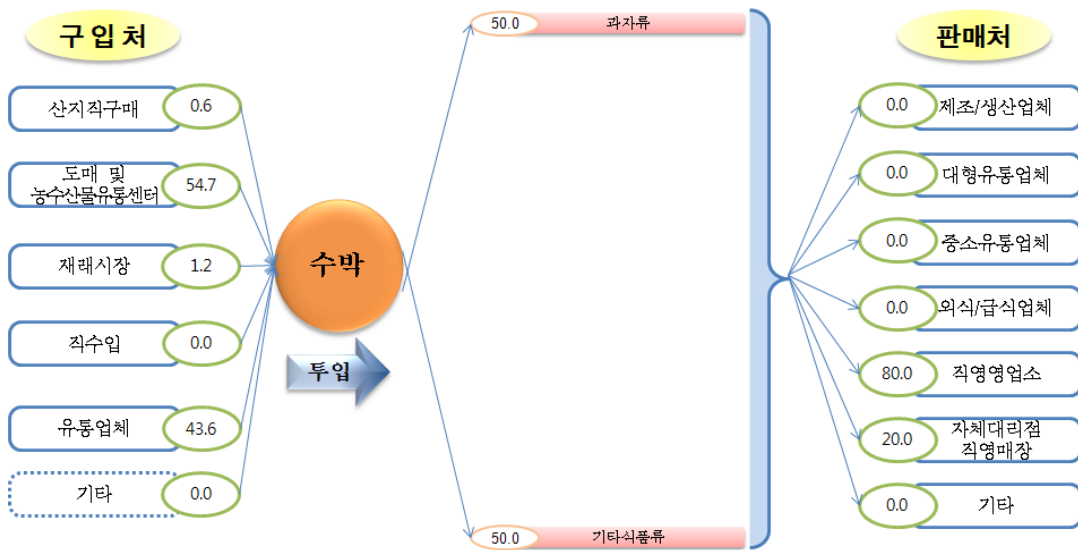 구입처
산지직구매
0.6
도매 및
농수산물유통센터
54.7
재래시장
1.2
직수입
0.0
유통업체
43.6
기타
0.0
수박
투입
50.0
과자류
50.0
기타식품류
판매처
0.0
제조/생산업체
0.0
대형유통업체
0.0
중소유통업체
0.0
외식/급식업체
80.0
직영영업소
20.0
자체대리점
직영매장
0.0
기타